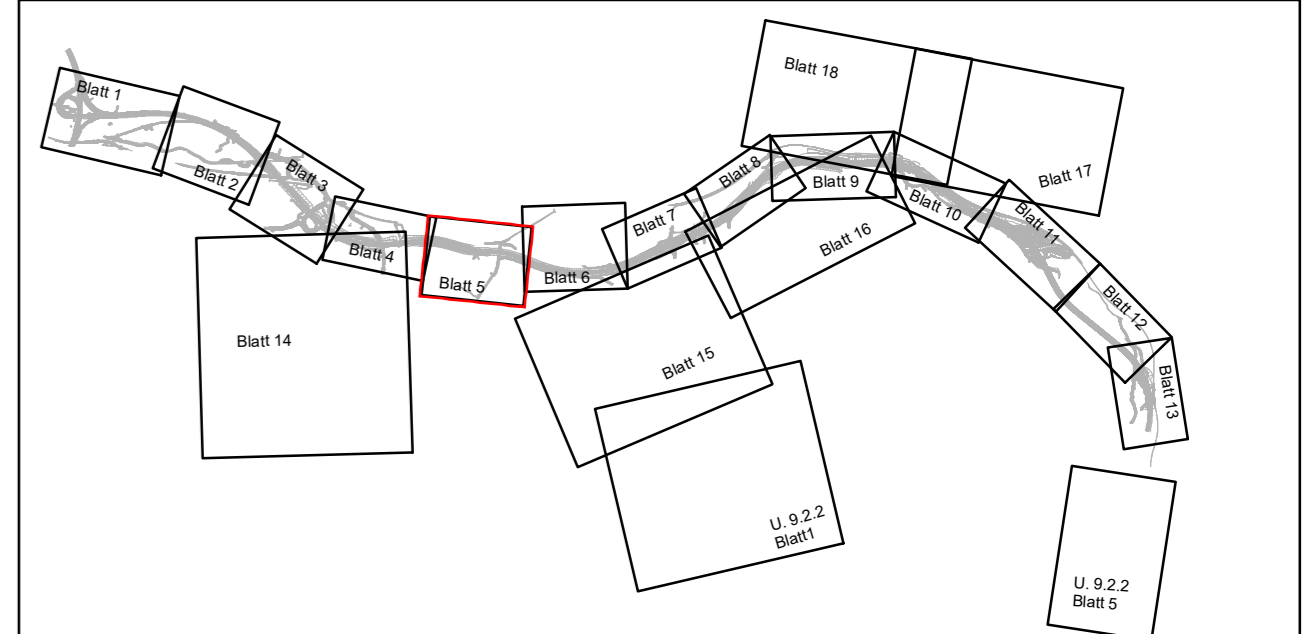 Blatt 1
Blatt 2
Blatt 3
Blatt 4
Blatt 5
Blatt 6
Blatt 7
Blatt 8
Blatt 9
Blatt 10
Blatt 11
Blatt 12
Blatt 13
Blatt 14
Blatt 15
Blatt 16
Blatt 17
Blatt 18
U. 9.2.2
Blatt1
U. 9.2.2
Blatt 5